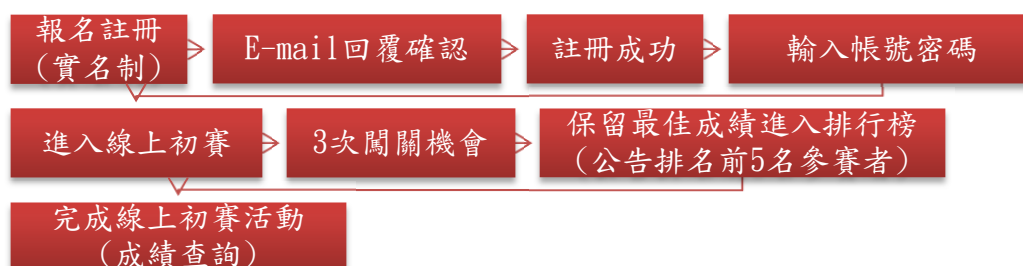 報名註冊
(實名制)
E-mail回覆確認
註冊成功
輸入帳號密碼
進入線上初賽
3次闖關機會
保留最佳成績進入排行榜
(公告排名前5名參賽者)
完成線上初賽活動
(成績查詢)